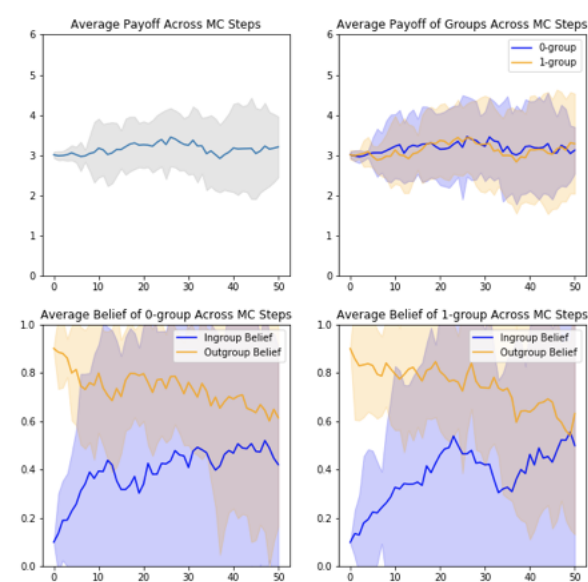 Average Payoff Across MC Steps
6
5
4
3
2
1
0
0 10 20 30 40 50
Average Payoff of Groups Across MC Steps
0-group
1-group
6
5
4
3
2
1
0
0 10 20 30 40 50
Average Belief of 0-group Across MC Steps
Ingroup Belief
Outgroup Belief
1.0
0.8
0.6
0.4
0.2
0.0
0 10 20 30 40 50
Average Belief of 1-group Across MC Steps
Ingroup Belief
Outgroup Belief
1.0
0.8
0.6
0.4
0.2
0.0
0 10 20 30 40 50